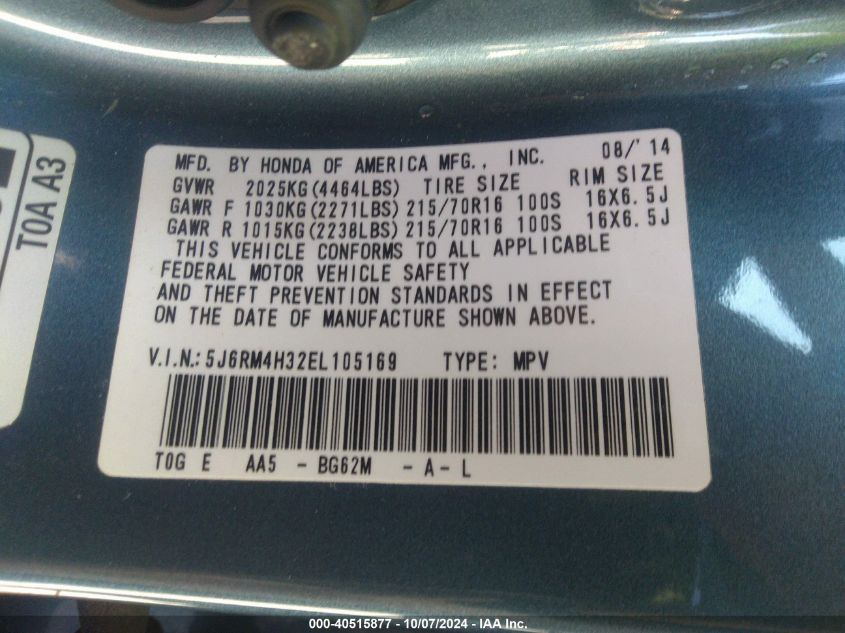 MFD. BY HONDA OF AMERICA MFG., INC. 08/'14
GVWR 2025KG(4464LBS) TIRE SIZE RIM SIZE
GAWR F 1030KG(2271LBS) 215/70R16 100S 16X6.5J
GAWR R 1015KG(2238LBS) 215/70R16 100S 16X6.5J
THIS VEHICLE CONFORMS TO ALL APPLICABLE
FEDERAL MOTOR VEHICLE SAFETY
AND THEFT PREVENTION STANDARDS IN EFFECT
ON THE DATE OF MANUFACTURE SHOWN ABOVE.
V.I.N.: 5J6RM4H32EL105169 TYPE: MPV
T0G E AA5 - BG62M - A - L
T0A A3
000-40515877 - 10/07/2024 - IAA Inc.